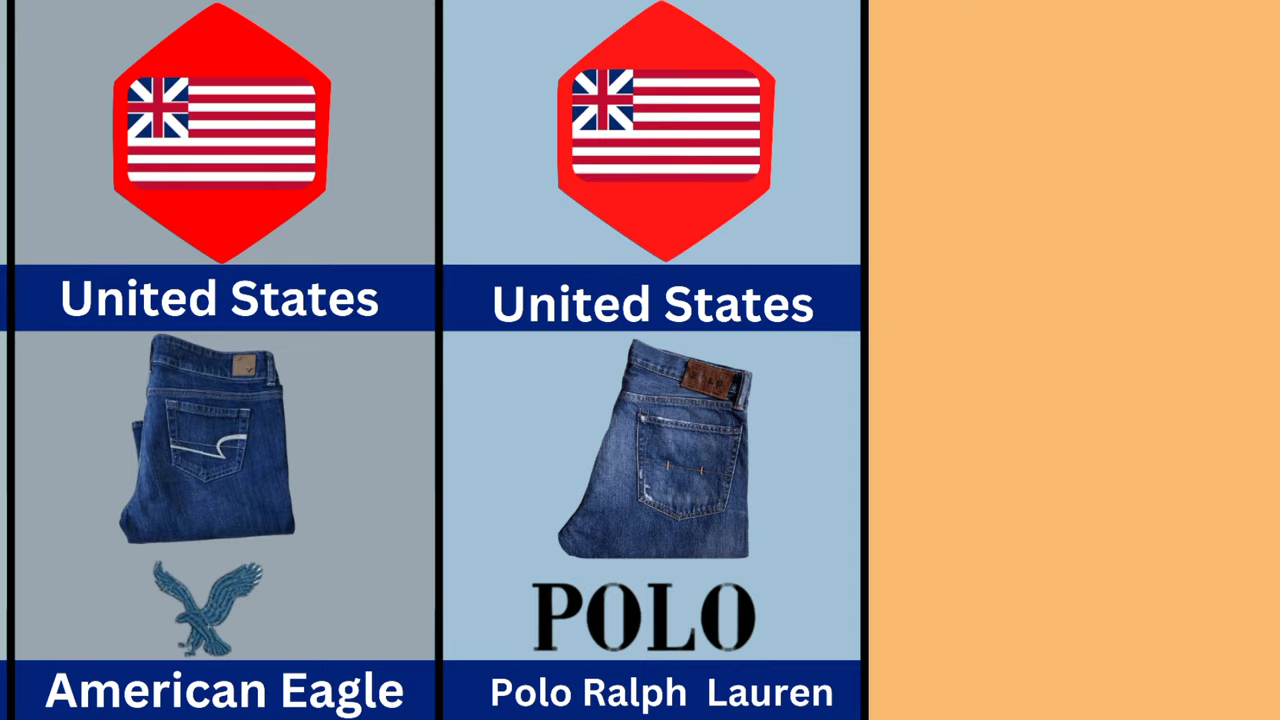 United States
United States
POLO
American Eagle
Polo Ralph Lauren